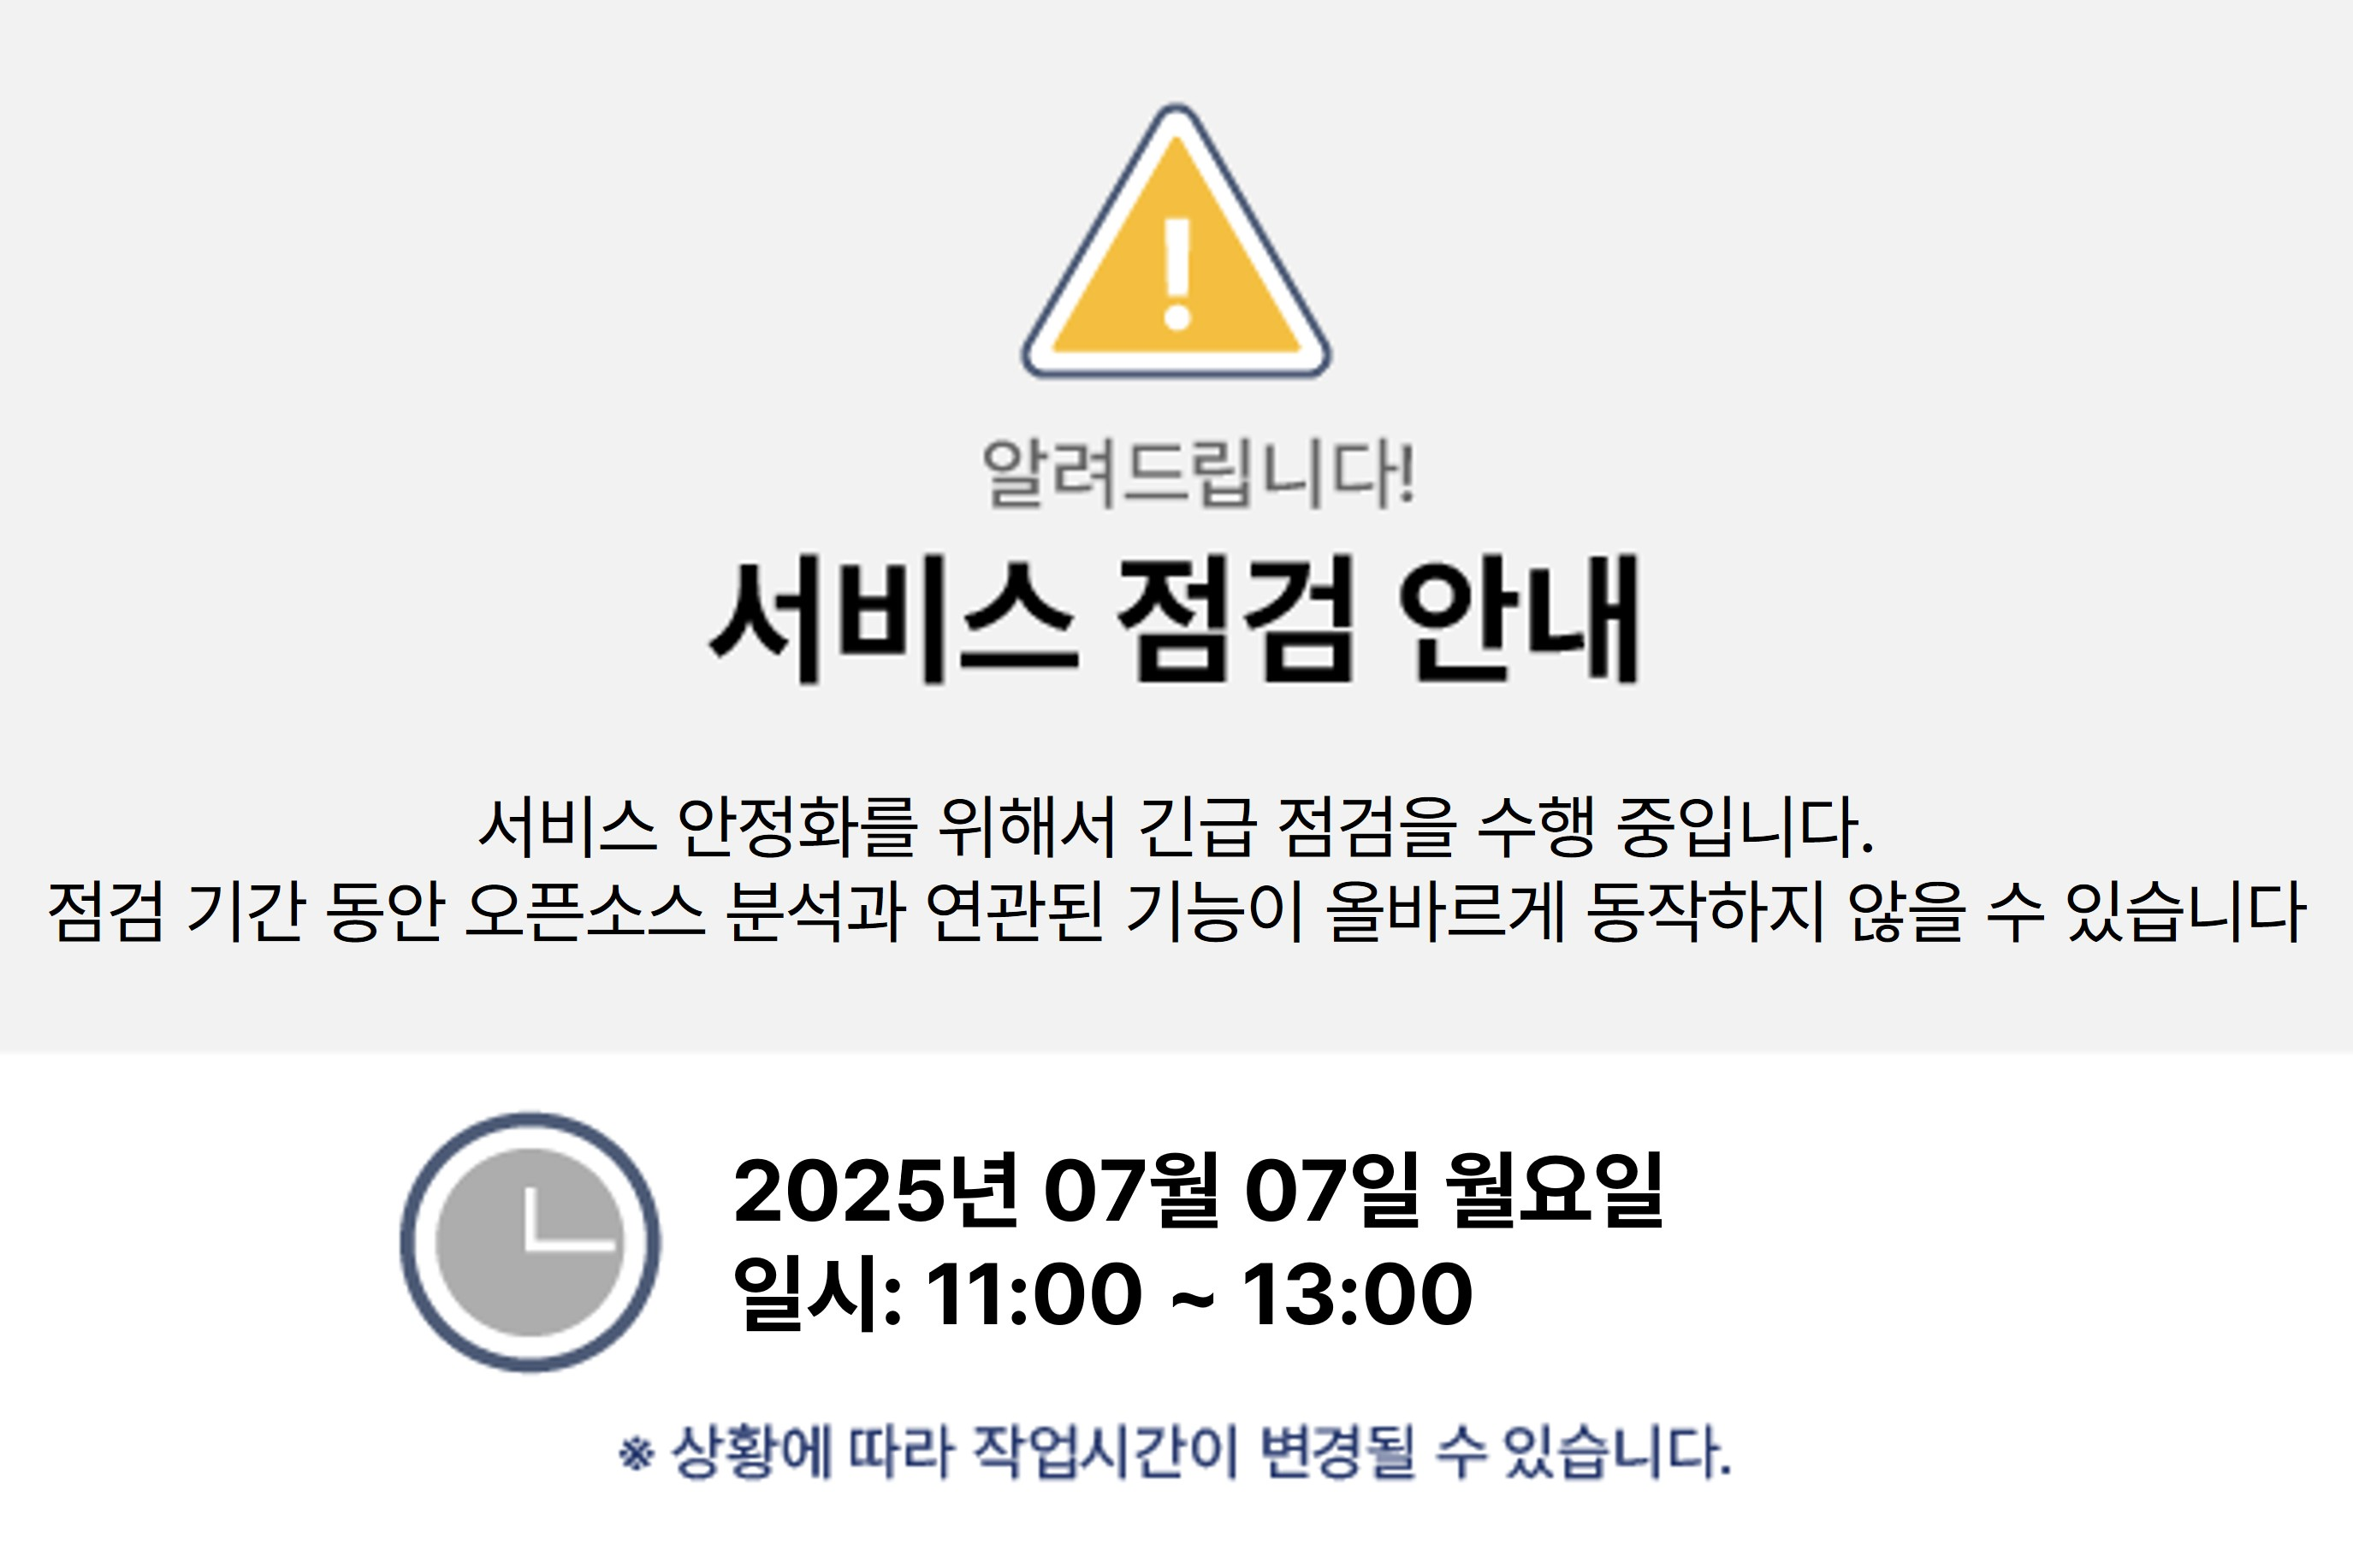 알려드립니다!
서비스 점검 안내
서비스 안정화를 위해서 긴급 점검을 수행 중입니다.
점검 기간 동안 오픈소스 분석과 연관된 기능이 올바르게 동작하지 않을 수 있습니다
2025년 07월 07일 월요일
일시: 11:00 ~ 13:00
※ 상황에 따라 작업시간이 변경될 수 있습니다.